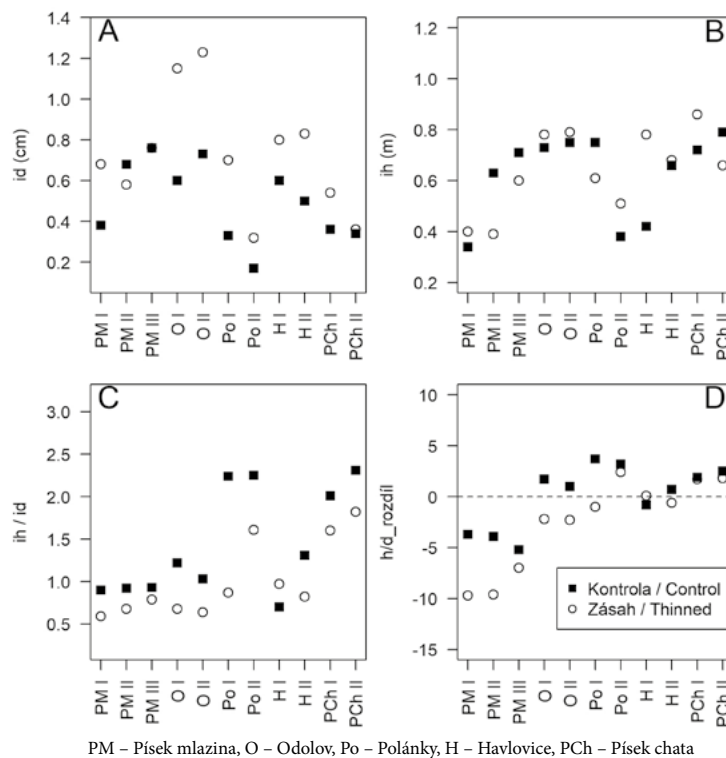 A
id (cm)
1.4
1.2
1.0
0.8
0.6
0.4
0.2
PM I
PM II
PM III
O I
O II
Po I
Po II
H I
H II
PCh I
PCh II
B
ih (m)
1.2
1.0
0.8
0.6
0.4
0.2
PM I
PM II
PM III
O I
O II
Po I
Po II
H I
H II
PCh I
PCh II
C
ih / id
3.0
2.5
2.0
1.5
1.0
0.5
PM I
PM II
PM III
O I
O II
Po I
Po II
H I
H II
PCh I
PCh II
D
h/d_rozdíl
10
5
0
-5
-10
-15
Kontrola / Control
Zásah / Thinned
PM I
PM II
PM III
O I
O II
Po I
Po II
H I
H II
PCh I
PCh II
PM – Písek mlazina, O – Odolov, Po – Polánky, H – Havlovice, PCh – Písek chata